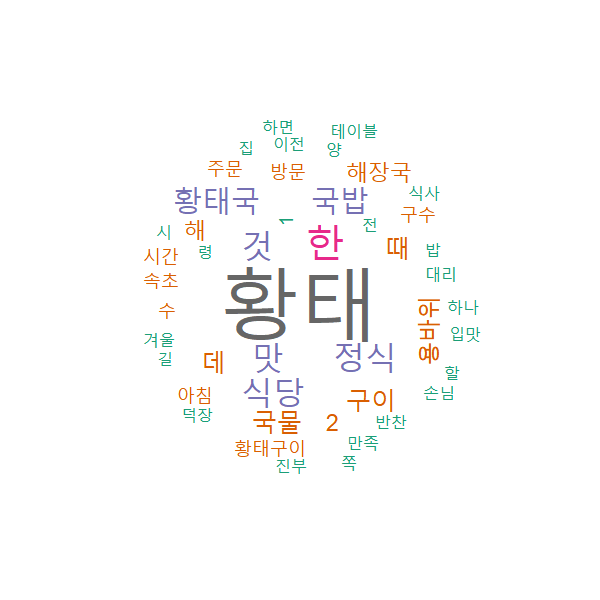 하면
테이블
집
이전
양
주문
방문
해장국
황태국
국밥
식사
구수
1
전
시
해
령
것
한
때
밥
시간
속초
황태
대리
수
용바위
하나
겨울
길
데
맛
정식
입맛
할
아침
식당
구이
손님
덕장
국물
2
반찬
황태구이
만족
진부
쪽